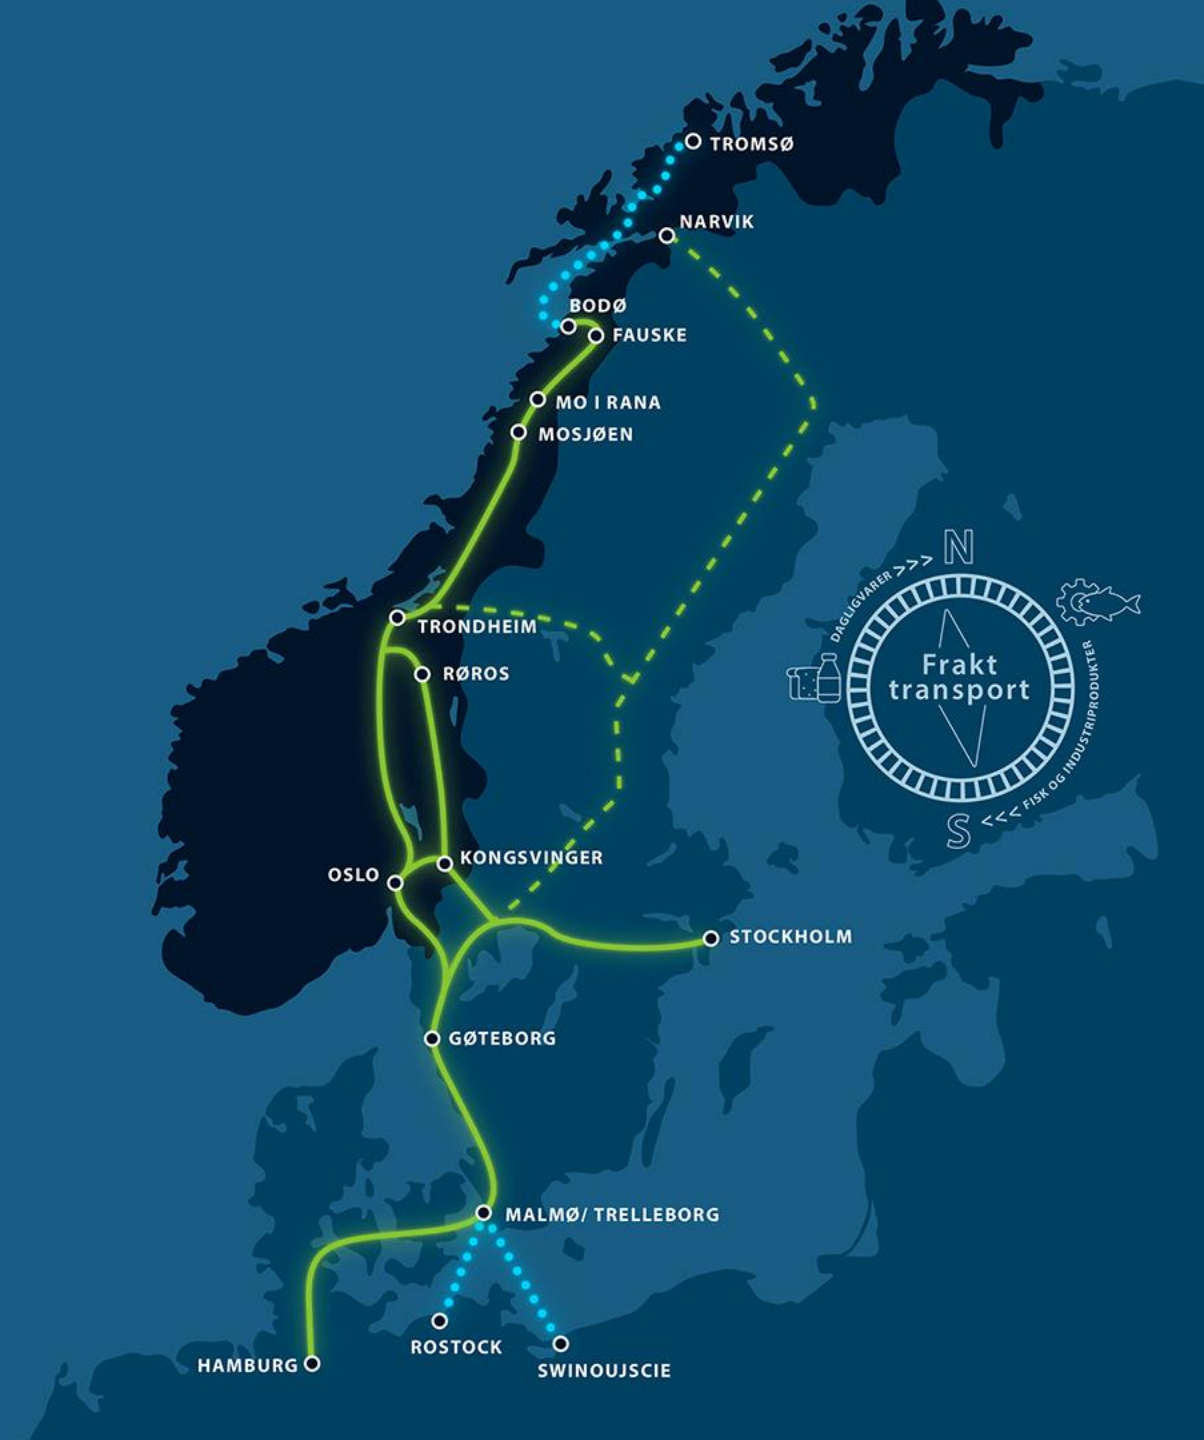 TROMSØ
NARVIK
BODØ
FAUSKE
MO I RANA
MOSJØEN
TRONDHEIM
RØROS
KONGSVINGER
OSLO
STOCKHOLM
GØTEBORG
MALMØ/ TRELLEBORG
ROSTOCK
SWINOUJSCIE
HAMBURG
N
DAGLIGVARER >>>
Frakt
transport
<<< FISK OG INDUSTRIPRODUKTER
S